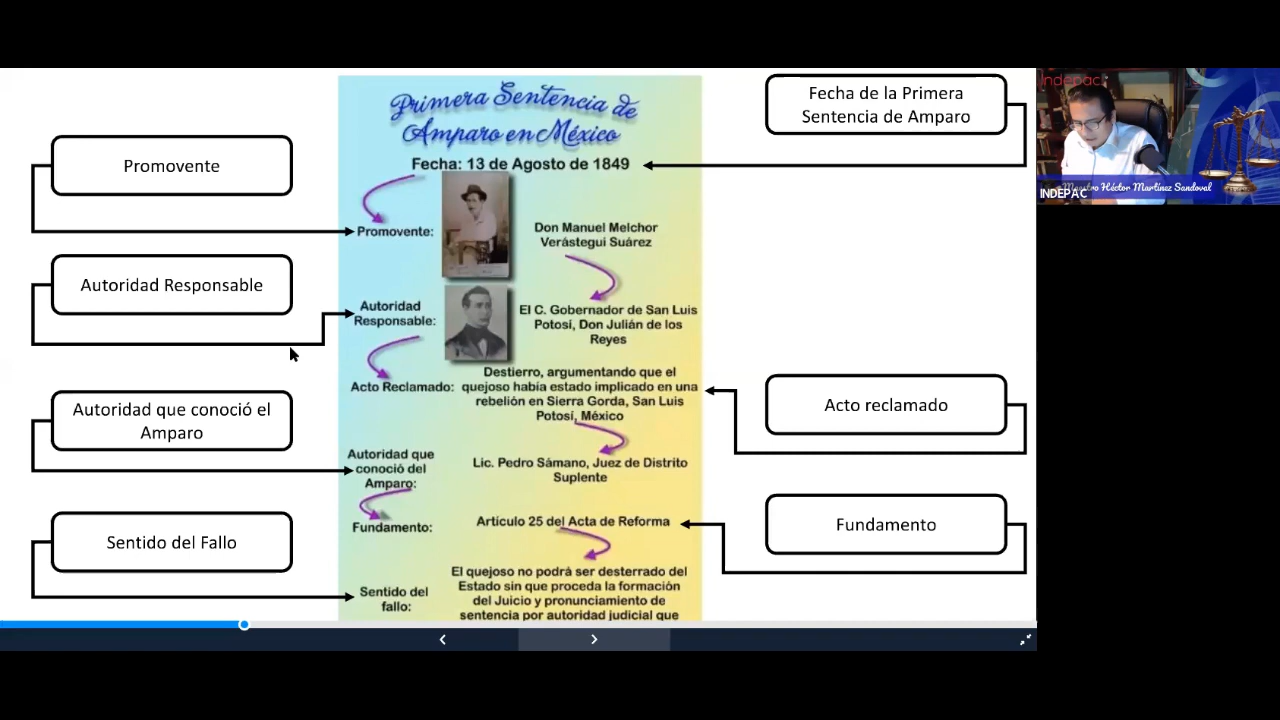 Primera Sentencia de
Amparo en México
Fecha: 13 de Agosto de 1849
Fecha de la Primera
Sentencia de Amparo
Promovente
Promovente:
Don Manuel Melchor
Verástegui Suárez
Autoridad Responsable
Autoridad
Responsable:
El C. Gobernador de San Luis
Potosí, Don Julián de los
Reyes
Acto Reclamado:
Destierro, argumentando que el
quejoso había estado implicado en una
rebelión en Sierra Gorda, San Luis
Potosí, México
Acto reclamado
Autoridad que conoció el
Amparo
Autoridad que
conoció del
Amparo:
Lic. Pedro Sámano, Juez de Distrito
Suplente
Fundamento:
Artículo 25 del Acta de Reforma
Fundamento
Sentido del Fallo
Sentido del
fallo:
El quejoso no podrá ser desterrado del
Estado sin que proceda la formación
del Juicio y pronunciamiento de
sentencia por autoridad judicial que
Indepac
Maestro Héctor Martínez Sandoval
INDEPAC